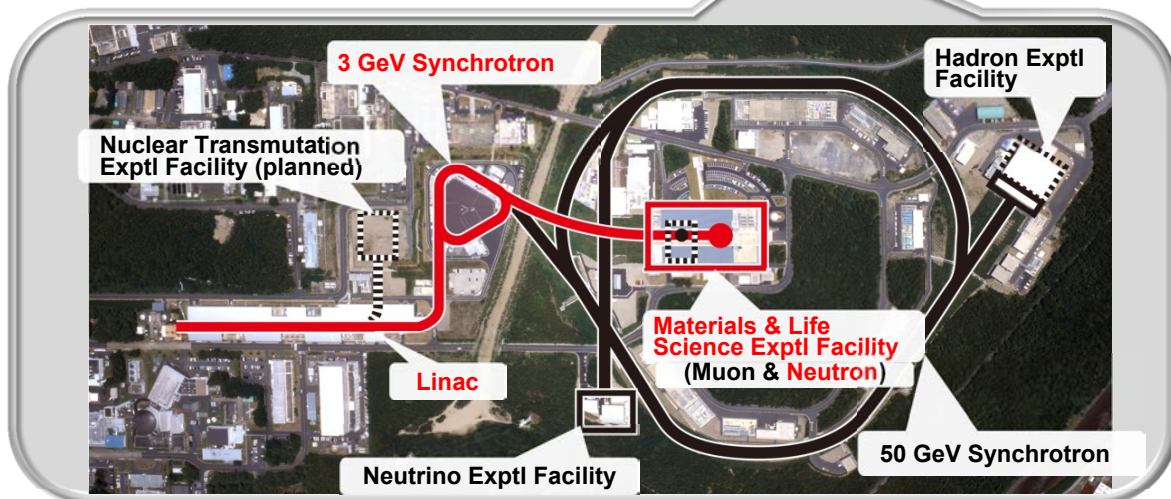 3 GeV Synchrotron
Hadron Exptl
Facility
Nuclear Transmutation
Exptl Facility (planned)
Materials & Life
Science Exptl Facility
(Muon & Neutron)
Linac
50 GeV Synchrotron
Neutrino Exptl Facility